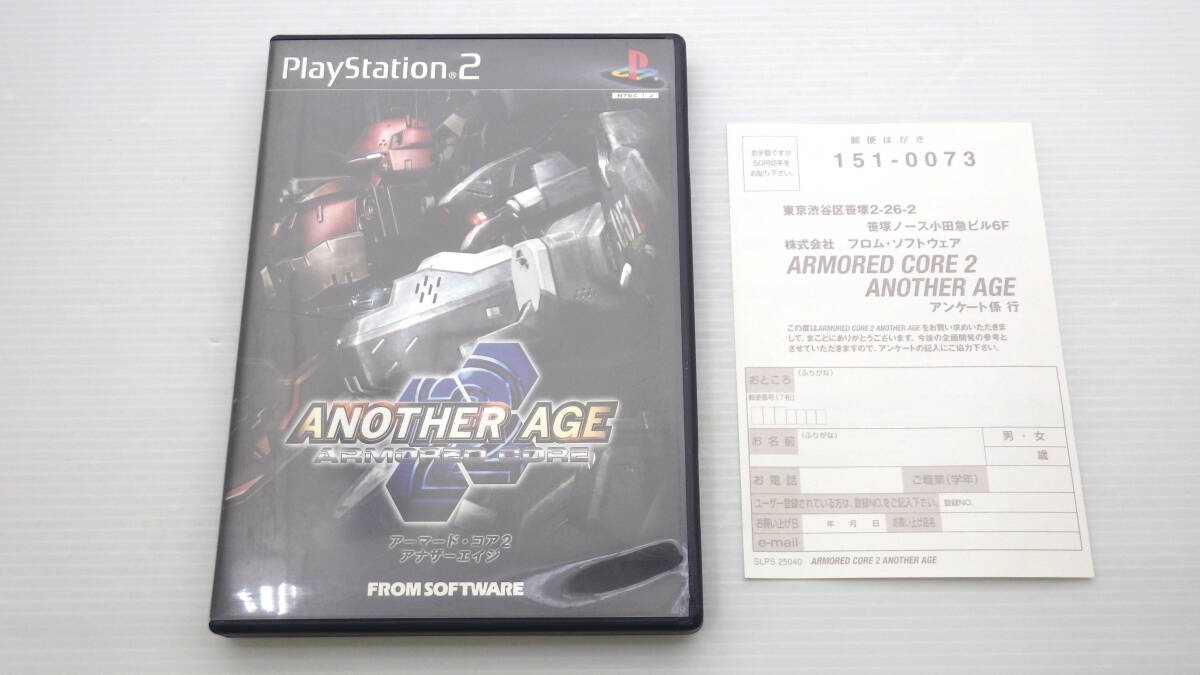 PlayStation®2
NTSC J
.051
2
ANOTHER AGE
ARMORED CORE
アーマード・コア2
アナザーエイジ
FROM SOFTWARE
郵便はがき
151-0073
お手数ですが
50円切手を
お貼り下さい。
東京渋谷区笹塚2-26-2
笹塚ノース小田急ビル6F
株式会社 フロム・ソフトウェア
ARMORED CORE 2
ANOTHER AGE
アンケート係 行
この度はARMORED CORE 2 ANOTHER AGEをお買い求めいただきま
して、まことにありがとうございます。今後の企画開発の参考と
させていただきますので、アンケートの記入にご協力下さい。
おところ (ふりがな)
郵便番号(7桁)
お名前 (ふりがな) 男・女
歳
お電話 ご職業(学年)
ユーザー登録されている方は、登録NO.をご記入下さい。 登録NO.
お買い上げ日 年 月 日 お買い上げ店名
e-mail
SLPS 25040 ARMORED CORE 2 ANOTHER AGE